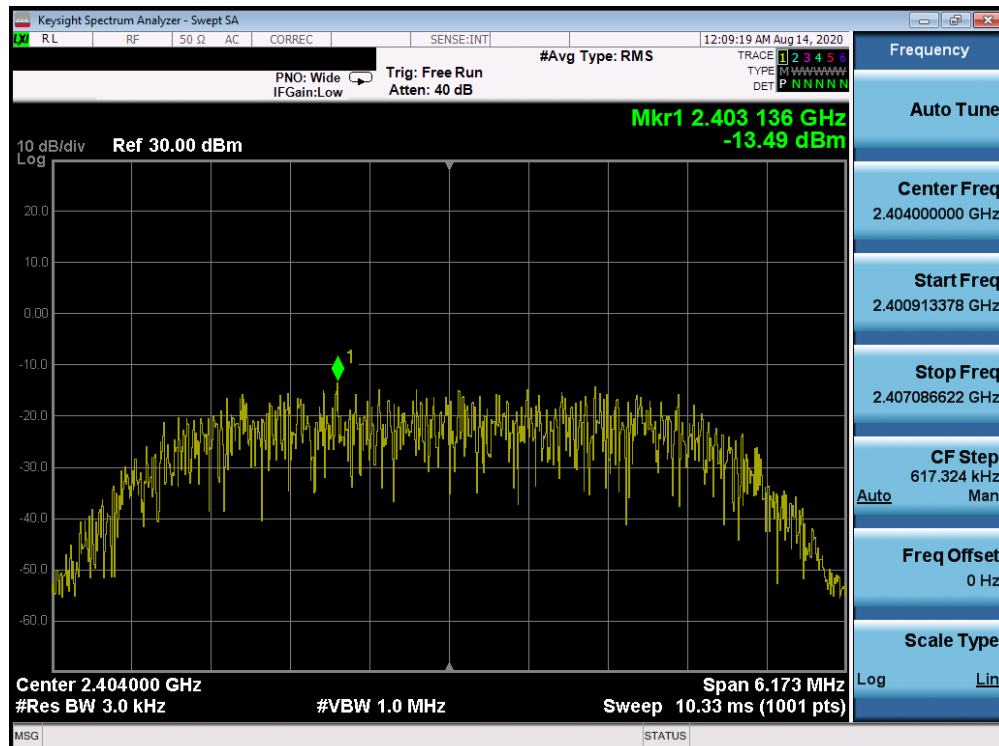 Keysight Spectrum Analyzer - Swept SA
LXI RL RF 50 Ω AC CORREC SENSE:INT 12:09:19 AM Aug 14, 2020
Frequency
#Avg Type: RMS
TRACE 1 2 3 4 5 6
PNO: Wide Trig: Free Run
TYPE M WWWWW
IFGain:Low Atten: 40 dB
DET P N N N N N
Auto Tune
Mkr1 2.403 136 GHz
-13.49 dBm
10 dB/div Ref 30.00 dBm
Log
20.0
10.0
0.00
-10.0
-20.0
-30.0
-40.0
-50.0
-60.0
1
Center Freq
2.404000000 GHz
Start Freq
2.400913378 GHz
Stop Freq
2.407086622 GHz
CF Step
617.324 kHz
Auto Man
Freq Offset
0 Hz
Scale Type
Log Lin
Center 2.404000 GHz Span 6.173 MHz
#Res BW 3.0 kHz #VBW 1.0 MHz Sweep 10.33 ms (1001 pts)
MSG STATUS